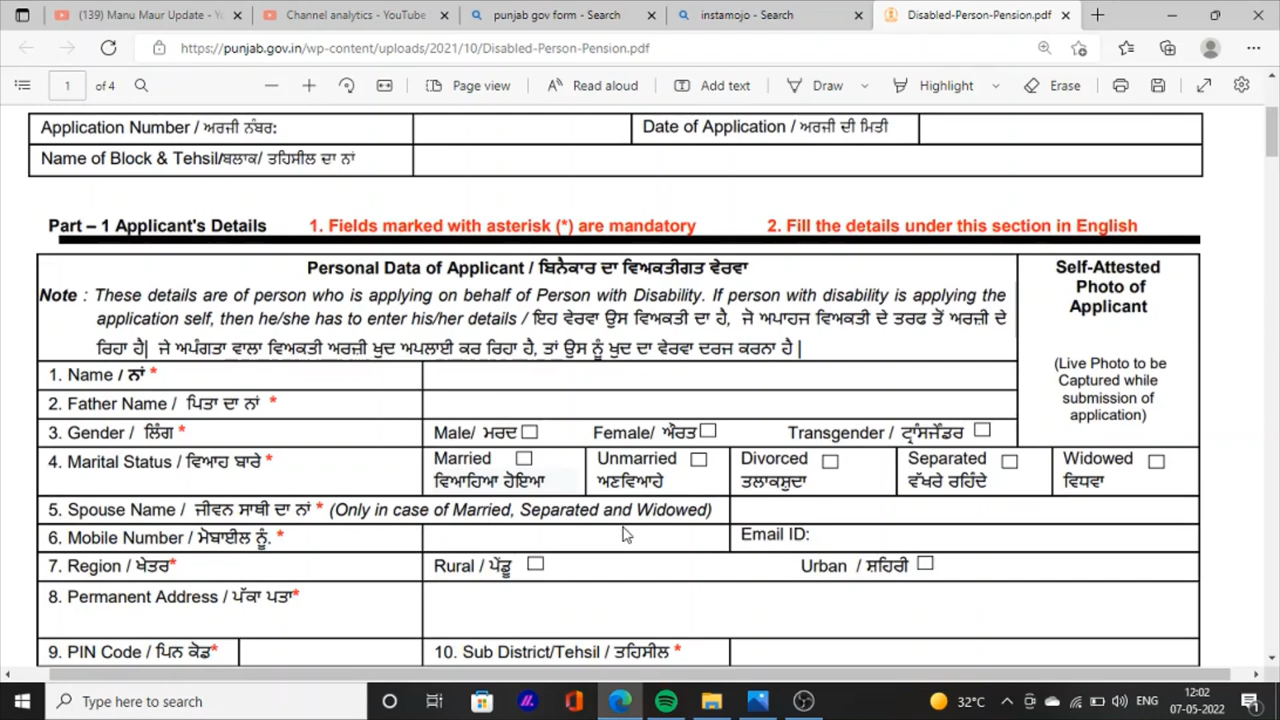 (139) Manu Maur Update - Yo
Channel analytics - YouTube
punjab gov form - Search
instamojo - Search
Disabled-Person-Pension.pdf
https://punjab.gov.in/wp-content/uploads/2021/10/Disabled-Person-Pension.pdf
1 of 4 Page view Read aloud Add text Draw Highlight Erase
Application Number / ਅਰਜੀ ਨੰਬਰ: Date of Application / ਅਰਜੀ ਦੀ ਮਿਤੀ
Name of Block & Tehsil/ਬਲਾਕ/ ਤਹਿਸੀਲ ਦਾ ਨਾਂ
Part – 1 Applicant's Details 1. Fields marked with asterisk (*) are mandatory 2. Fill the details under this section in English
Personal Data of Applicant / ਬਿਨੈਕਾਰ ਦਾ ਵਿਅਕਤੀਗਤ ਵੇਰਵਾ
Note : These details are of person who is applying on behalf of Person with Disability. If person with disability is applying the
application self, then he/she has to enter his/her details / ਇਹ ਵੇਰਵਾ ਉਸ ਵਿਅਕਤੀ ਦਾ ਹੈ, ਜੋ ਅਪਾਹਜ ਵਿਅਕਤੀ ਦੇ ਤਰਫ ਤੋਂ ਅਰਜ਼ੀ ਦੇ
ਰਿਹਾ ਹੈ| ਜੇ ਅਪੰਗਤਾ ਵਾਲਾ ਵਿਅਕਤੀ ਅਰਜ਼ੀ ਖੁਦ ਅਪਲਾਈ ਕਰ ਰਿਹਾ ਹੈ, ਤਾਂ ਉਸ ਨੂੰ ਖੁਦ ਦਾ ਵੇਰਵਾ ਦਰਜ ਕਰਨਾ ਹੈ |
Self-Attested
Photo of
Applicant
(Live Photo to be
Captured while
submission of
application)
1. Name / ਨਾਂ *
2. Father Name / ਪਿਤਾ ਦਾ ਨਾਂ *
3. Gender / ਲਿੰਗ * Male/ ਮਰਦ Female/ ਔਰਤ Transgender / ਟ੍ਰਾਂਸਜੇਂਡਰ
4. Marital Status / ਵਿਆਹ ਬਾਰੇ * Married Unmarried Divorced Separated Widowed
ਵਿਆਹਿਆ ਹੋਇਆ ਅਣਵਿਆਹੇ ਤਲਾਕਸ਼ੁਦਾ ਵੱਖਰੇ ਰਹਿੰਦੇ ਵਿਧਵਾ
5. Spouse Name / ਜੀਵਨ ਸਾਥੀ ਦਾ ਨਾਂ * (Only in case of Married, Separated and Widowed)
6. Mobile Number / ਮੋਬਾਈਲ ਨੂੰ. * Email ID:
7. Region / ਖੇਤਰ* Rural / ਪੇਂਡੂ Urban / ਸ਼ਹਿਰੀ
8. Permanent Address / ਪੱਕਾ ਪਤਾ*
9. PIN Code / ਪਿਨ ਕੋਡ* 10. Sub District/Tehsil / ਤਹਿਸੀਲ *
Type here to search
32°C ENG 12:02
07-05-2022